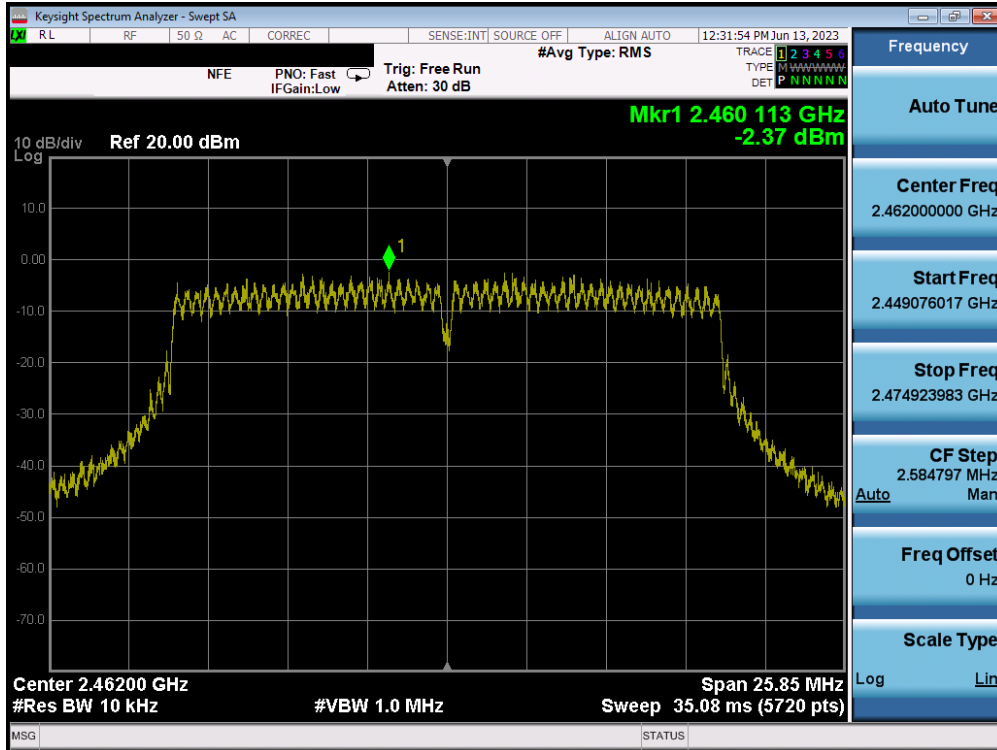 Keysight Spectrum Analyzer - Swept SA
LXI RL RF 50 Ω AC CORREC SENSE:INT SOURCE OFF ALIGN AUTO 12:31:54 PM Jun 13, 2023
#Avg Type: RMS
TRACE 1 2 3 4 5 6
NFE PNO: Fast Trig: Free Run TYPE M W W W W W
IFGain:Low Atten: 30 dB DET P N N N N N
Mkr1 2.460 113 GHz
-2.37 dBm
10 dB/div Ref 20.00 dBm
Log
10.0
1
0.00
-10.0
-20.0
-30.0
-40.0
-50.0
-60.0
-70.0
Center 2.46200 GHz Span 25.85 MHz
#Res BW 10 kHz #VBW 1.0 MHz Sweep 35.08 ms (5720 pts)
MSG STATUS
Frequency
Auto Tune
Center Freq
2.462000000 GHz
Start Freq
2.449076017 GHz
Stop Freq
2.474923983 GHz
CF Step
2.584797 MHz
Auto Man
Freq Offset
0 Hz
Scale Type
Log Lin